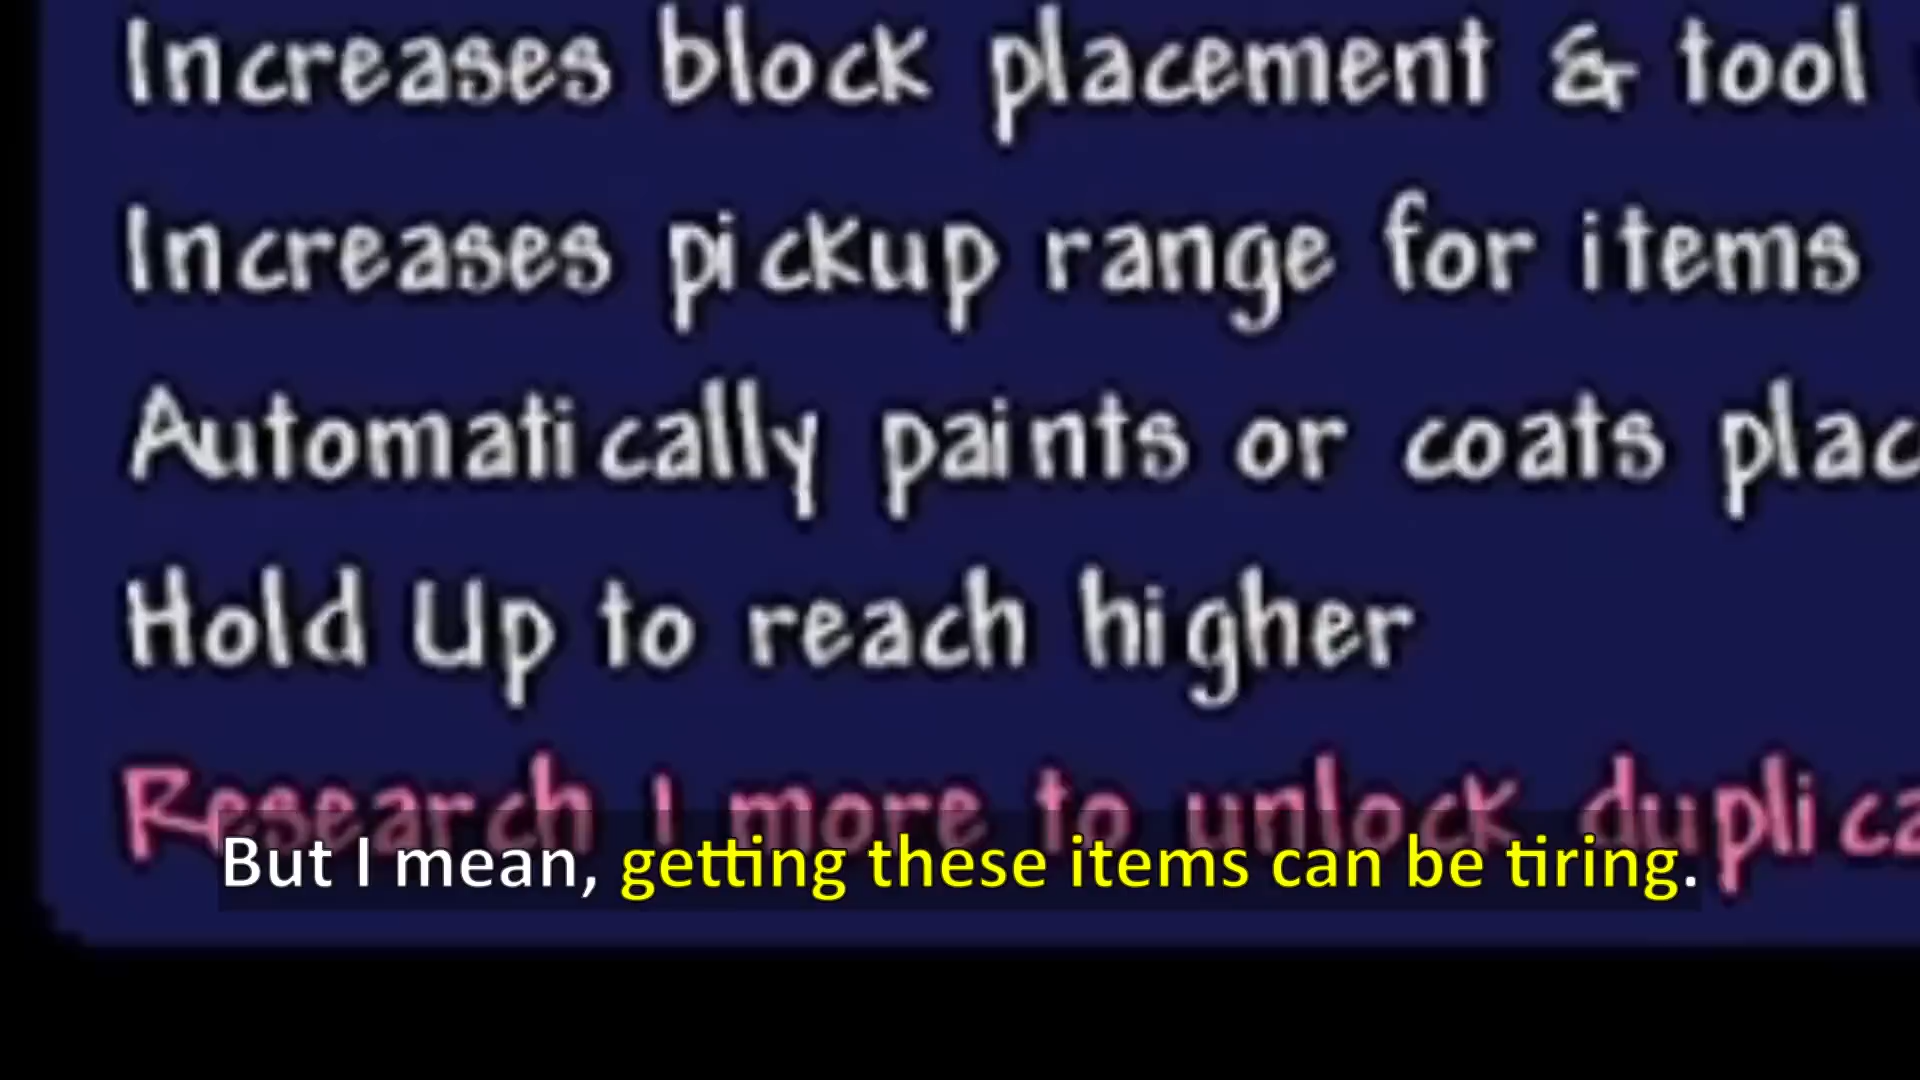 Increases block placement & tool
Increases pickup range for items
Automatically paints or coats plac
Hold Up to reach higher
Research 1 more to unlock duplica
But I mean, getting these items can be tiring.